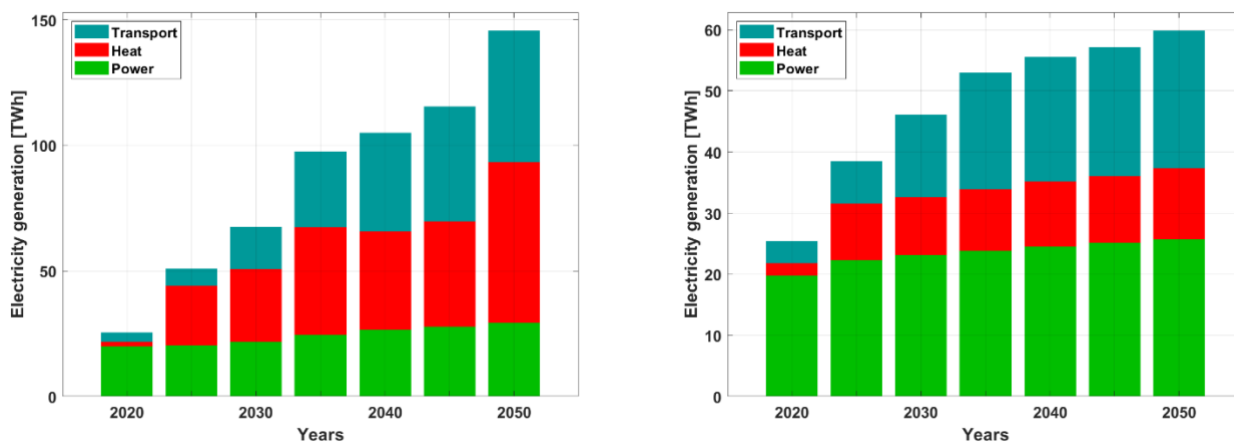 Electricity generation [TWh]
150
100
50
0
Transport
Heat
Power
2020
2030
2040
2050
Years
Electricity generation [TWh]
60
50
40
30
20
10
0
Transport
Heat
Power
2020
2030
2040
2050
Years